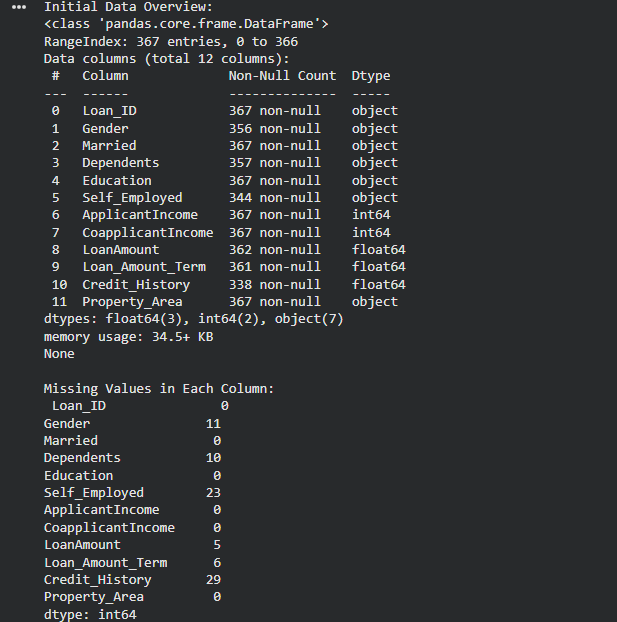 Initial Data Overview:
<class 'pandas.core.frame.DataFrame'>
RangeIndex: 367 entries, 0 to 366
Data columns (total 12 columns):
 #   Column             Non-Null Count  Dtype
---  ------             --------------  -----
 0   Loan_ID            367 non-null    object
 1   Gender             356 non-null    object
 2   Married            367 non-null    object
 3   Dependents         357 non-null    object
 4   Education          367 non-null    object
 5   Self_Employed      344 non-null    object
 6   ApplicantIncome    367 non-null    int64
 7   CoapplicantIncome  367 non-null    int64
 8   LoanAmount         362 non-null    float64
 9   Loan_Amount_Term   361 non-null    float64
 10  Credit_History     338 non-null    float64
 11  Property_Area      367 non-null    object
dtypes: float64(3), int64(2), object(7)
memory usage: 34.5+ KB
None

Missing Values in Each Column:
 Loan_ID               0
Gender               11
Married               0
Dependents           10
Education             0
Self_Employed        23
ApplicantIncome       0
CoapplicantIncome     0
LoanAmount            5
Loan_Amount_Term      6
Credit_History       29
Property_Area         0
dtype: int64